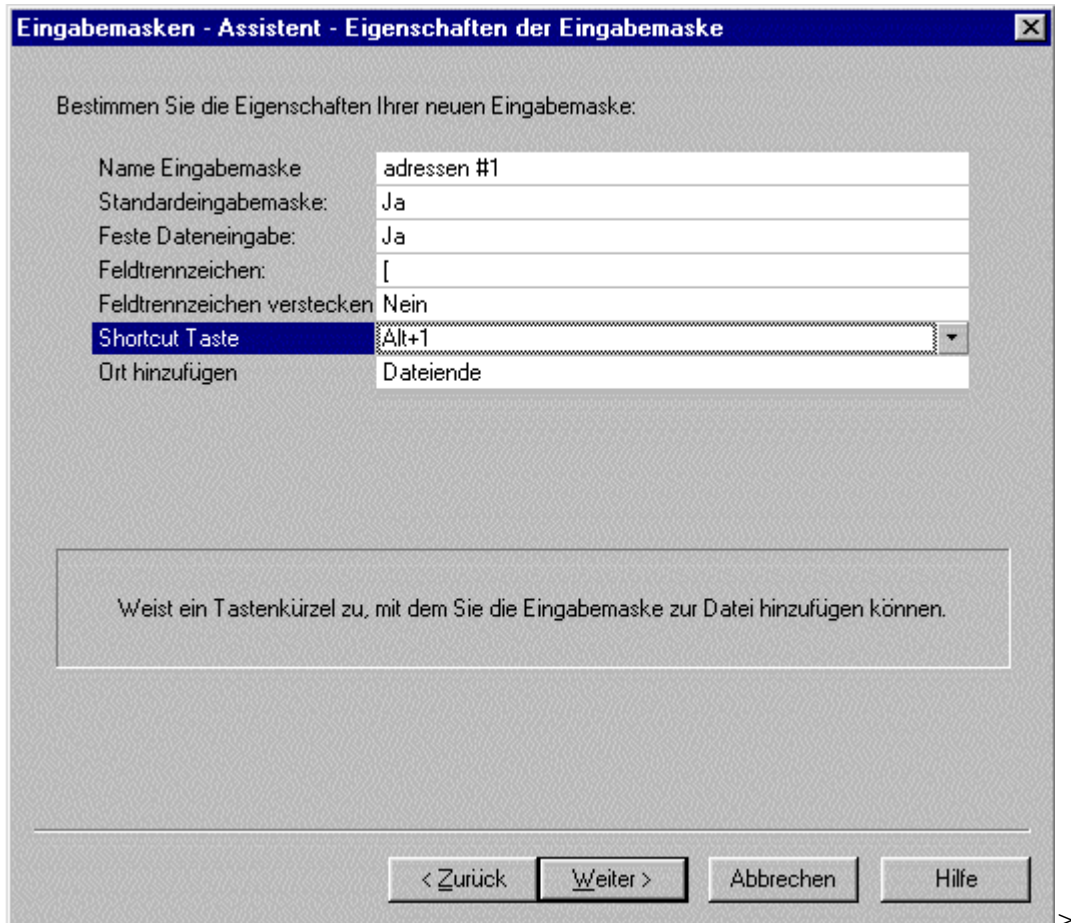 Eingabemasken - Assistent - Eigenschaften der Eingabemaske
Bestimmen Sie die Eigenschaften Ihrer neuen Eingabemaske:
Name Eingabemaske adressen #1
Standardeingabemaske: Ja
Feste Dateneingabe: Ja
Feldtrennzeichen: [
Feldtrennzeichen verstecken Nein
Shortcut Taste Alt+1
Ort hinzufügen Dateiende
Weist ein Tastenkürzel zu, mit dem Sie die Eingabemaske zur Datei hinzufügen können.
< Zurück Weiter > Abbrechen Hilfe
>